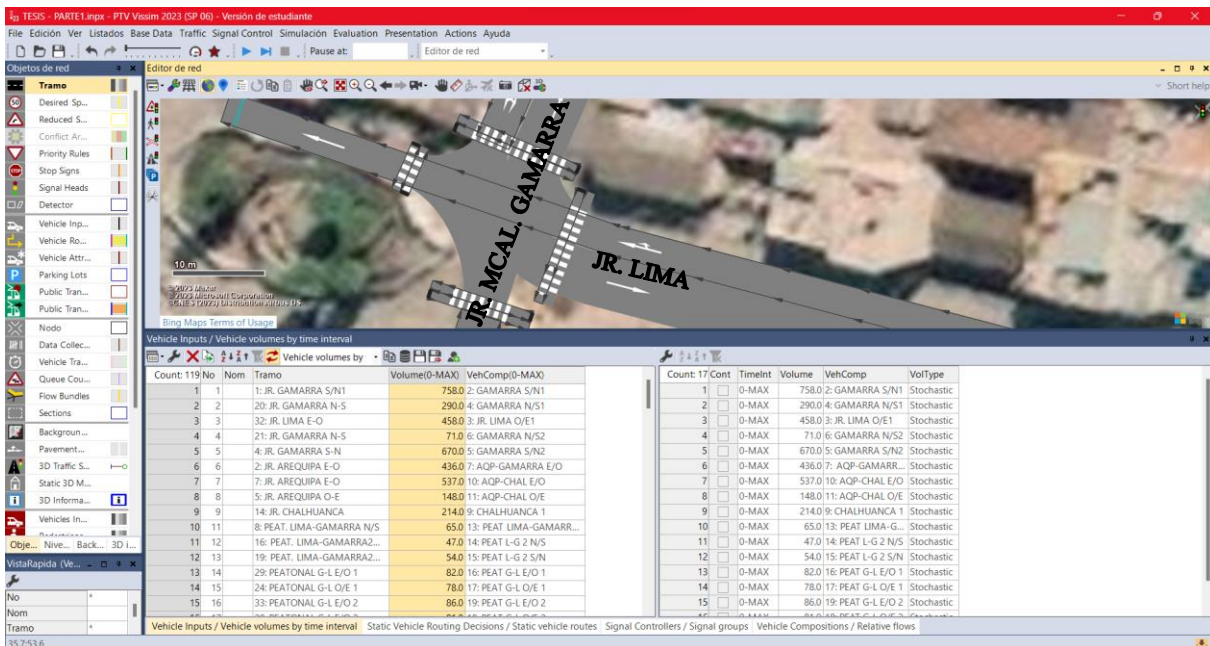 TESIS - PARTE1.inpx - PTV Vissim 2023 (SP 06) - Versión de estudiante
File Edición Ver Listados Base Data Traffic Signal Control Simulación Evaluation Presentation Actions Ayuda
Pause at: Editor de red
Objetos de red
Tramo
Desired Sp...
Reduced S...
Conflict Ar...
Priority Rules
Stop Signs
Signal Heads
Detector
Vehicle Inp...
Vehicle Ro...
Vehicle Attr...
Parking Lots
Public Tran...
Public Tran...
Nodo
Data Collec...
Vehicle Tra...
Queue Cou...
Flow Bundles
Sections
Backgroun...
Pavement...
3D Traffic S...
Static 3D M...
3D Informa...
Vehicles In...
Obje... Nive... Back... 3D i...
VistaRapida (Ve...
No *
Nom *
Tramo *
35.7:53.6
Editor de red
Short help
JR. MCAL. GAMARRA
JR. LIMA
10 m
© 2023 Maxar
© 2023 Microsoft Corporation
Bing Maps Terms of Usage
Vehicle Inputs / Vehicle volumes by time interval
Vehicle volumes by
Count: 119 No Nom Tramo Volume(0-MAX) VehComp(0-MAX)
1 1 1: JR. GAMARRA S/N1 758.0 2: GAMARRA S/N1
2 2 20: JR. GAMARRA N-S 290.0 4: GAMARRA N/S1
3 3 32: JR. LIMA E-O 458.0 3: JR. LIMA O/E1
4 4 21: JR. GAMARRA N-S 71.0 6: GAMARRA N/S2
5 5 4: JR. GAMARRA S-N 670.0 5: GAMARRA S/N2
6 6 2: JR. AREQUIPA E-O 436.0 7: AQP-GAMARRA E/O
7 7 7: JR. AREQUIPA E-O 537.0 10: AQP-CHAL E/O
8 8 5: JR. AREQUIPA O-E 148.0 11: AQP-CHAL O/E
9 9 14: JR. CHALHUANCA 214.0 9: CHALHUANCA 1
10 11 8: PEAT. LIMA-GAMARRA N/S 65.0 13: PEAT LIMA-GAMARR...
11 12 16: PEAT. LIMA-GAMARRA2... 47.0 14: PEAT L-G 2 N/S
12 13 19: PEAT. LIMA-GAMARRA2... 54.0 15: PEAT L-G 2 S/N
13 14 29: PEATONAL G-L E/O 1 82.0 16: PEAT G-L E/O 1
14 15 24: PEATONAL G-L O/E 1 78.0 17: PEAT G-L O/E 1
15 16 33: PEATONAL G-L E/O 2 86.0 19: PEAT G-L E/O 2
Count: 17 Cont TimeInt Volume VehComp VolType
1 0-MAX 758.0 2: GAMARRA S/N1 Stochastic
2 0-MAX 290.0 4: GAMARRA N/S1 Stochastic
3 0-MAX 458.0 3: JR. LIMA O/E1 Stochastic
4 0-MAX 71.0 6: GAMARRA N/S2 Stochastic
5 0-MAX 670.0 5: GAMARRA S/N2 Stochastic
6 0-MAX 436.0 7: AQP-GAMARR... Stochastic
7 0-MAX 537.0 10: AQP-CHAL E/O Stochastic
8 0-MAX 148.0 11: AQP-CHAL O/E Stochastic
9 0-MAX 214.0 9: CHALHUANCA 1 Stochastic
10 0-MAX 65.0 13: PEAT LIMA-G... Stochastic
11 0-MAX 47.0 14: PEAT L-G 2 N/S Stochastic
12 0-MAX 54.0 15: PEAT L-G 2 S/N Stochastic
13 0-MAX 82.0 16: PEAT G-L E/O 1 Stochastic
14 0-MAX 78.0 17: PEAT G-L O/E 1 Stochastic
15 0-MAX 86.0 19: PEAT G-L E/O 2 Stochastic
Vehicle Inputs / Vehicle volumes by time interval Static Vehicle Routing Decisions / Static vehicle routes Signal Controllers / Signal groups Vehicle Compositions / Relative flows